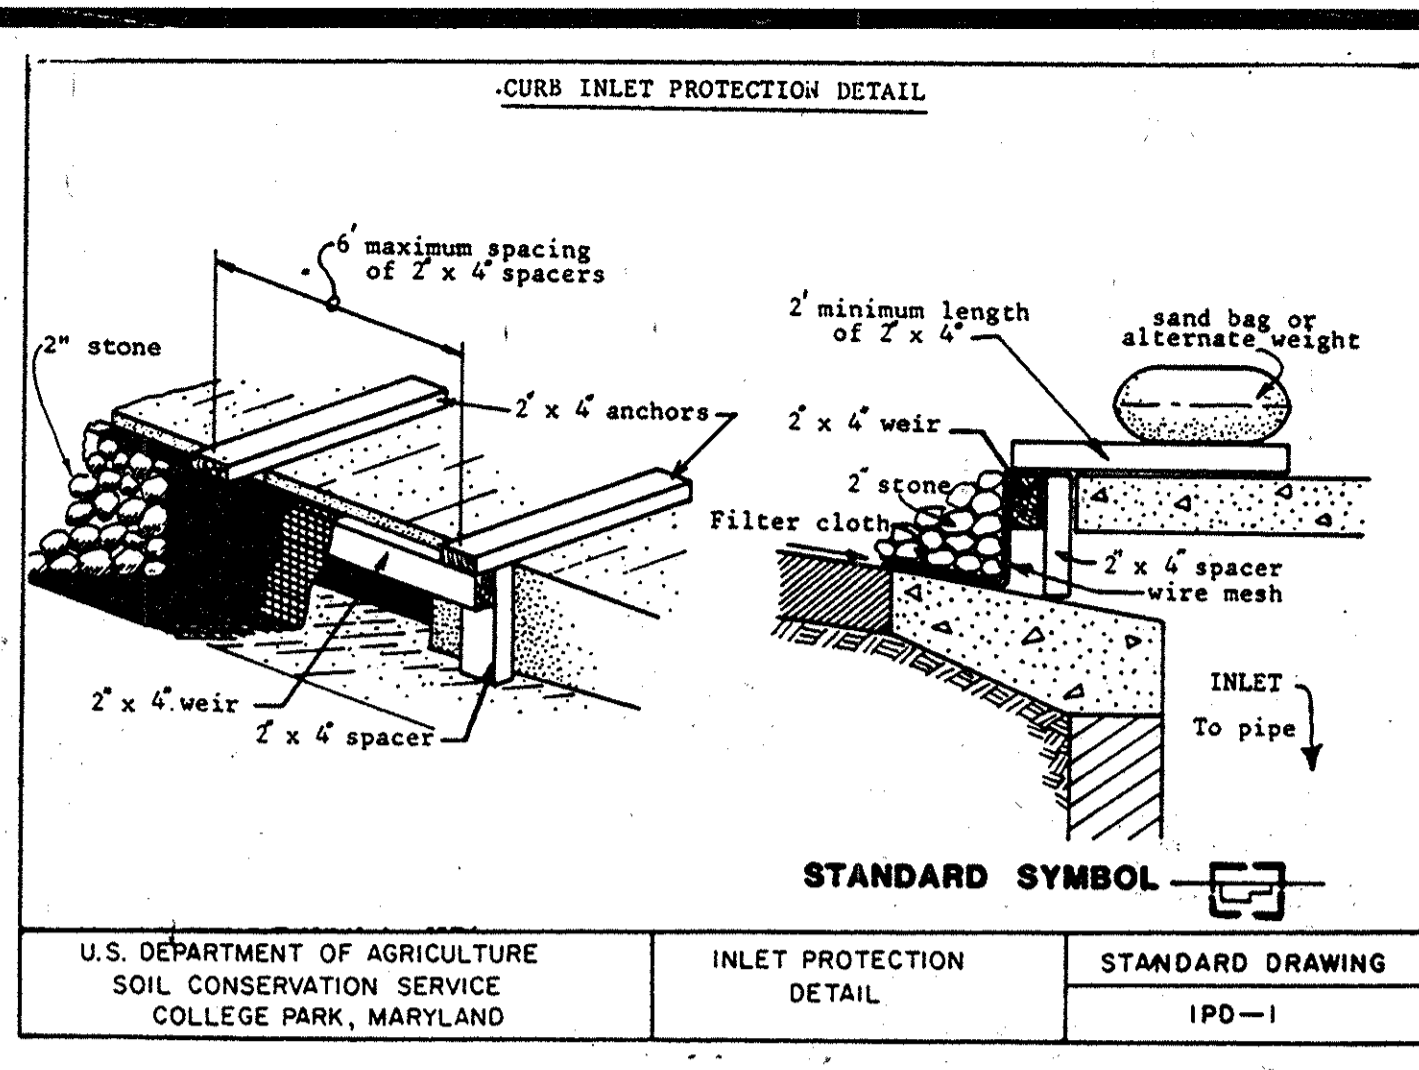 CURB INLET PROTECTION DETAIL
6' maximum spacing
of 2" x 4" spacers
2" stone
2" x 4" anchors
2" x 4" weir
2" x 4" spacer
2' minimum length
of 2" x 4"
sand bag or
alternate weight
2" x 4" weir
2" stone
Filter cloth
2" x 4" spacer
wire mesh
INLET
To pipe
STANDARD SYMBOL
U.S. DEPARTMENT OF AGRICULTURE
SOIL CONSERVATION SERVICE
COLLEGE PARK, MARYLAND
INLET PROTECTION
DETAIL
STANDARD DRAWING
IPD-1